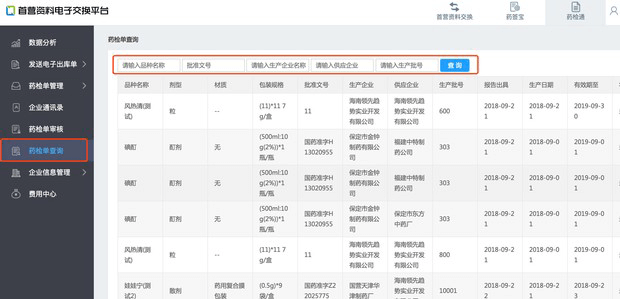 首营资料电子交换平台
首营资料交换 药签宝 药检通
数据分析
发送电子出库单
药检单管理
企业通讯录
药检单审核
药检单查询
企业信息管理
费用中心
药检单查询
请输入品种名称 批准文号 请输入生产企业名称 请输入供应企业 请输入生产批号 查 询
品种名称 剂型 材质 包装规格 批准文号 生产企业 供应企业 生产批号 报告出具 生产日期 有效期至
风热清(测试) 粒 --- (11)*11 7g/盒 11 海南领先趋势实业开发有限公司 海南领先趋势实业开发有限公司 600 2018-09-21 2018-09-21 2019-09-30
碘酊 酊剂 无 (500ml:10g(2%))*1瓶/瓶 国药准字H13020955 保定市金钟制药有限公司 福建中特制药公司 303 2018-09-01 2018-09-01 2019-09-01
碘酊 酊剂 无 (500ml:10g(2%))*1瓶/瓶 国药准字H13020955 保定市金钟制药有限公司 福建中特制药公司 303 2018-09-01 2018-09-01 2019-09-01
碘酊 酊剂 无 (500ml:10g(2%))*1瓶/瓶 国药准字H13020955 保定市金钟制药有限公司 保定市东方中药厂 303 2018-09-01 2018-09-01 2019-09-01
风热清(测试) 粒 --- (11)*11 7g/盒 11 海南领先趋势实业开发有限公司 海南领先趋势实业开发有限公司 800 2018-09-21 2018-09-21 2019-09-01
娃娃宁(测试)2 散剂 药用复合膜包装 (0.5g)*9袋/盒 国药准字Z22025775 国营天津华津制药厂 海南领先趋势实业开发有限公司 10001 2018-09-21 2018-09-21 2019-09-23